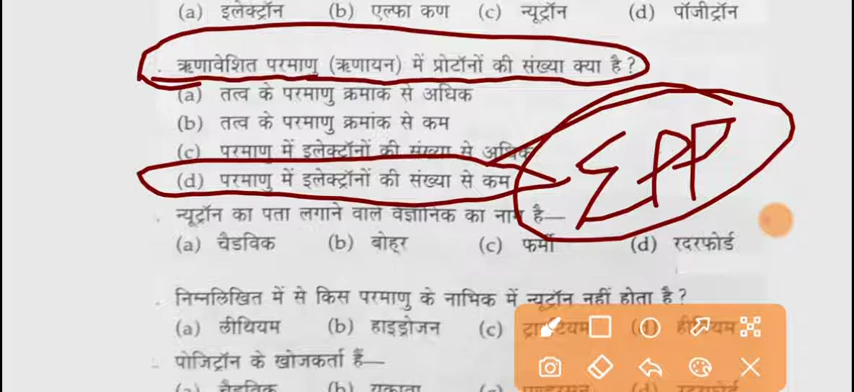 (a) इलेक्ट्रॉन (b) एल्फा कण (c) न्यूट्रॉन (d) पॉजीट्रॉन
ऋणावेशित परमाणु (ऋणायन) में प्रोटॉनों की संख्या क्या है?
(a) तत्व के परमाणु क्रमांक से अधिक
(b) तत्व के परमाणु क्रमांक से कम
(c) परमाणु में इलेक्ट्रॉनों की संख्या से अधिक
(d) परमाणु में इलेक्ट्रॉनों की संख्या से कम
EPP
न्यूट्रॉन का पता लगाने वाले वैज्ञानिक का नाम है—
(a) चैडविक (b) बोहर (c) फर्मी (d) रदरफोर्ड
निम्नलिखित में से किस परमाणु के नाभिक में न्यूट्रॉन नहीं होता है?
(a) लीथियम (b) हाइड्रोजन (c)
पोजिट्रॉन के खोजकर्ता हैं—